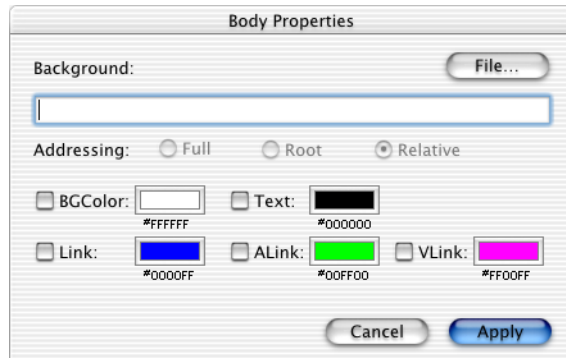 Body Properties
Background: File...
Addressing: Full Root Relative
BGColor: Text:
#FFFFFF #000000
Link: ALink: VLink:
#0000FF #00FF00 #FF00FF
Cancel Apply